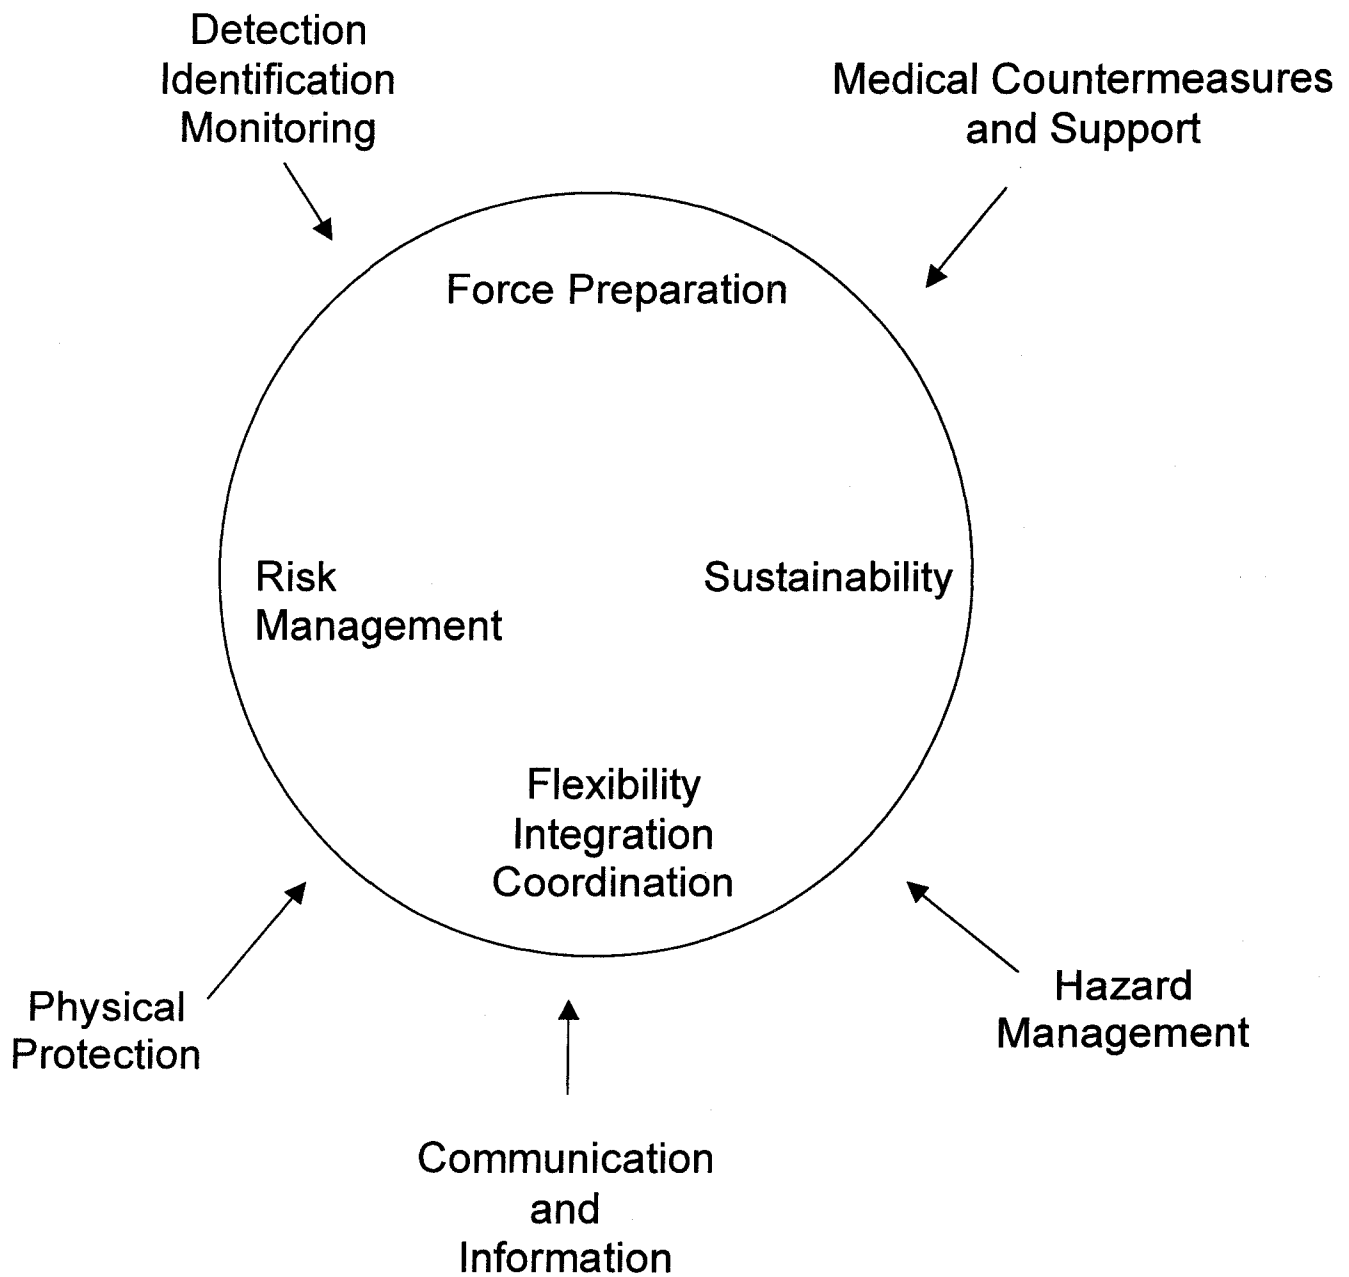 Detection
Identification
Monitoring
Medical Countermeasures
and Support
Force Preparation
Risk
Management
Sustainability
Flexibility
Integration
Coordination
Physical
Protection
Hazard
Management
Communication
and
Information